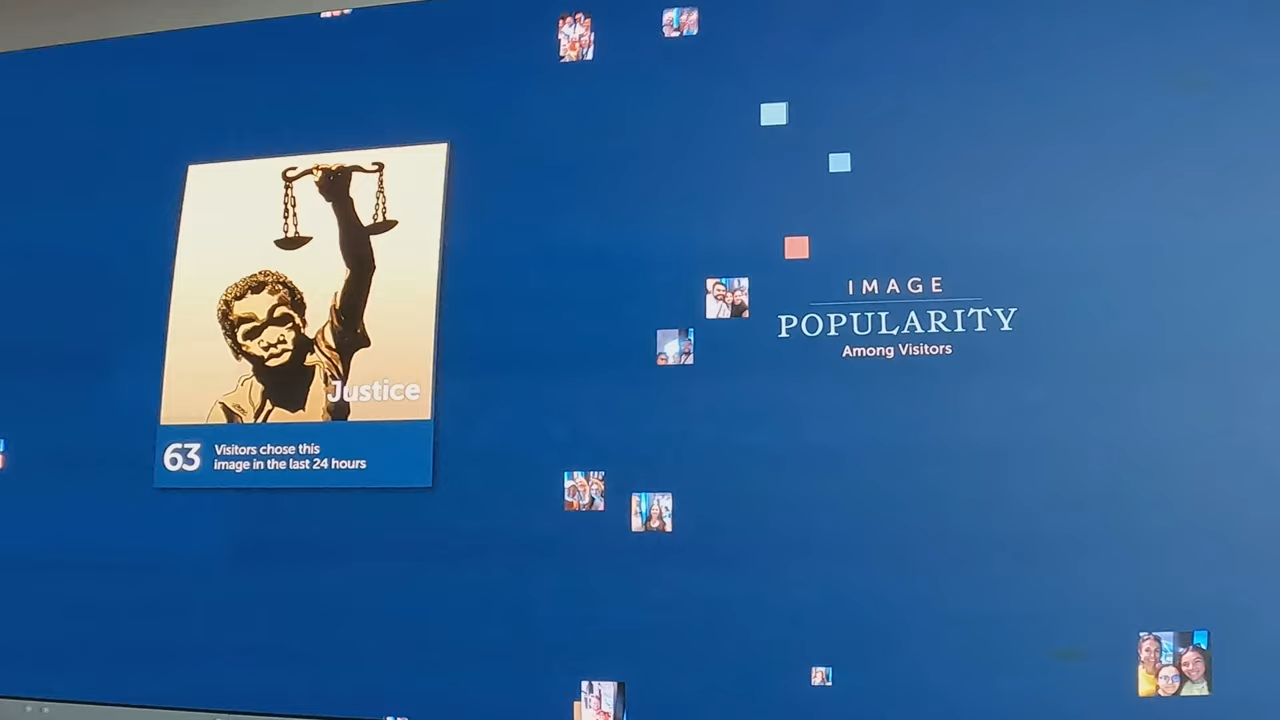 Justice
63
Visitors chose this
image in the last 24 hours
IMAGE
POPULARITY
Among Visitors